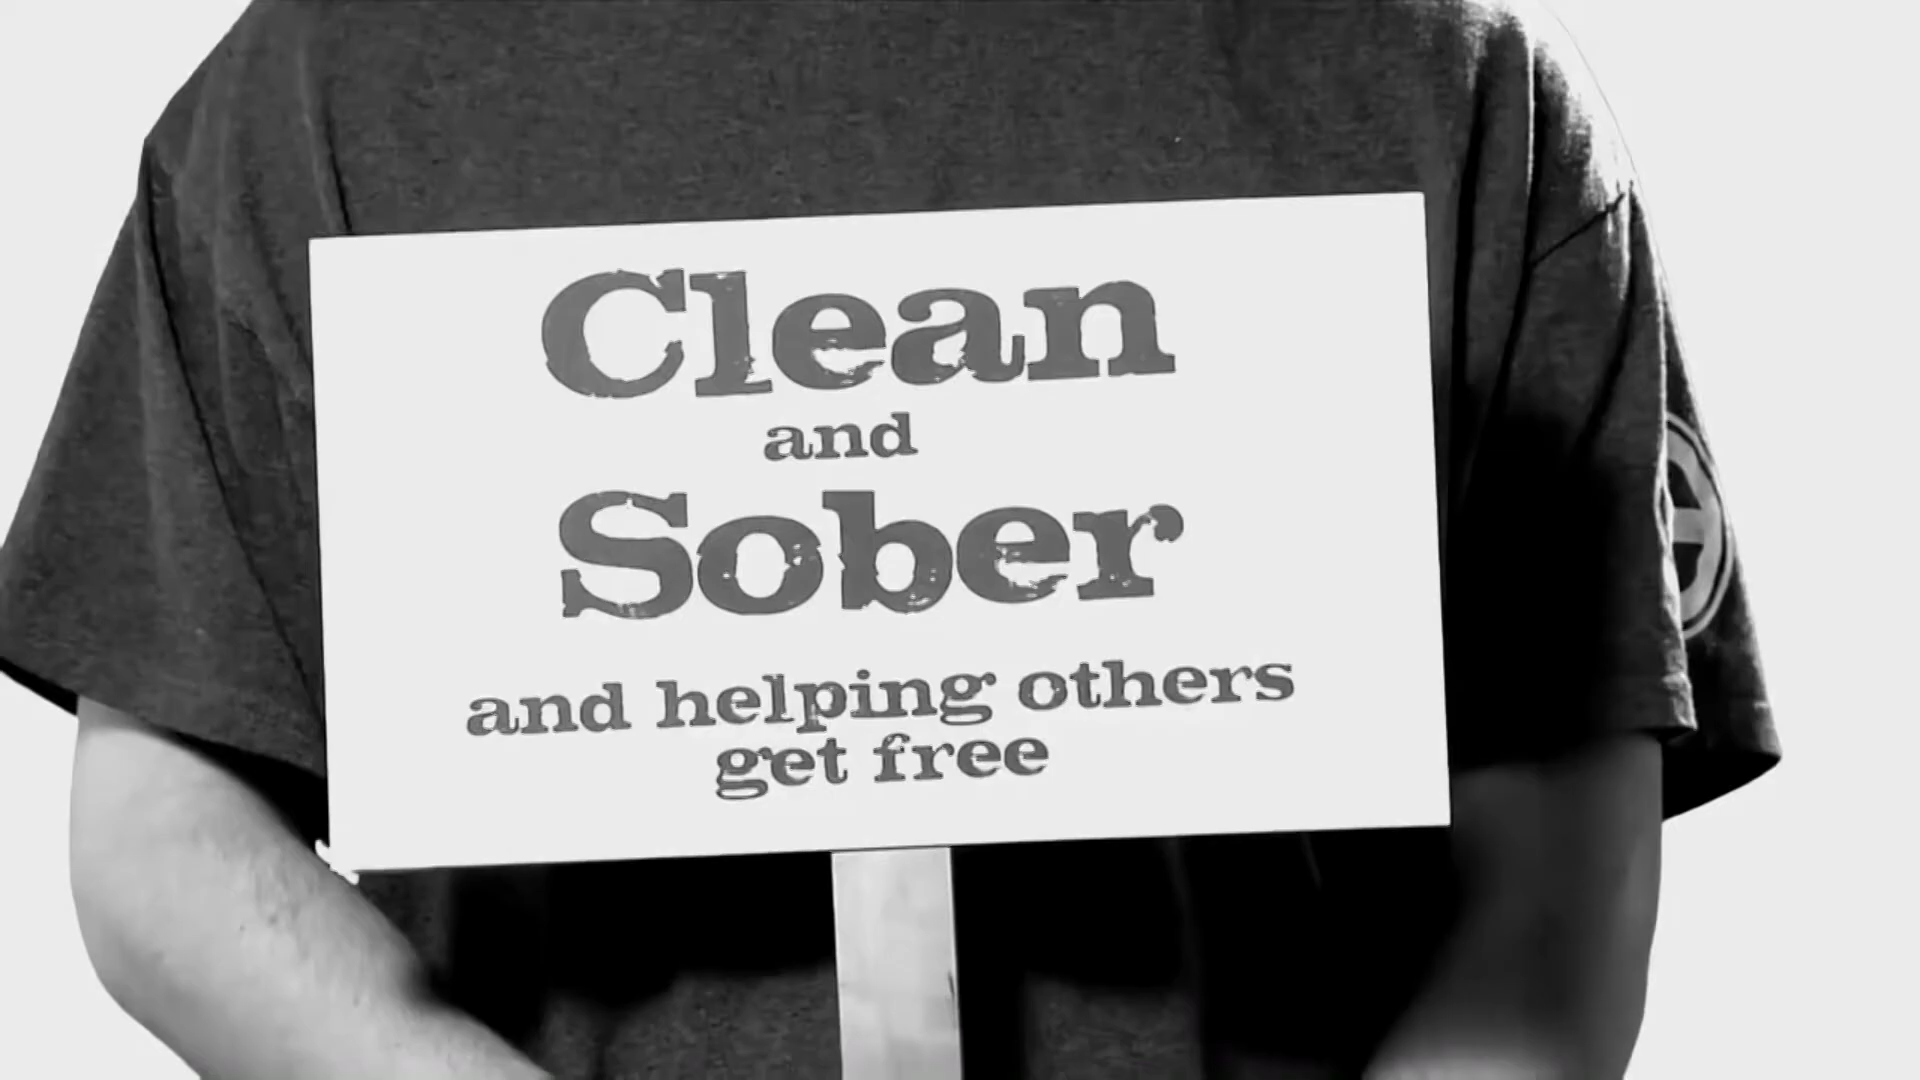 Clean
and
Sober
and helping others
get free